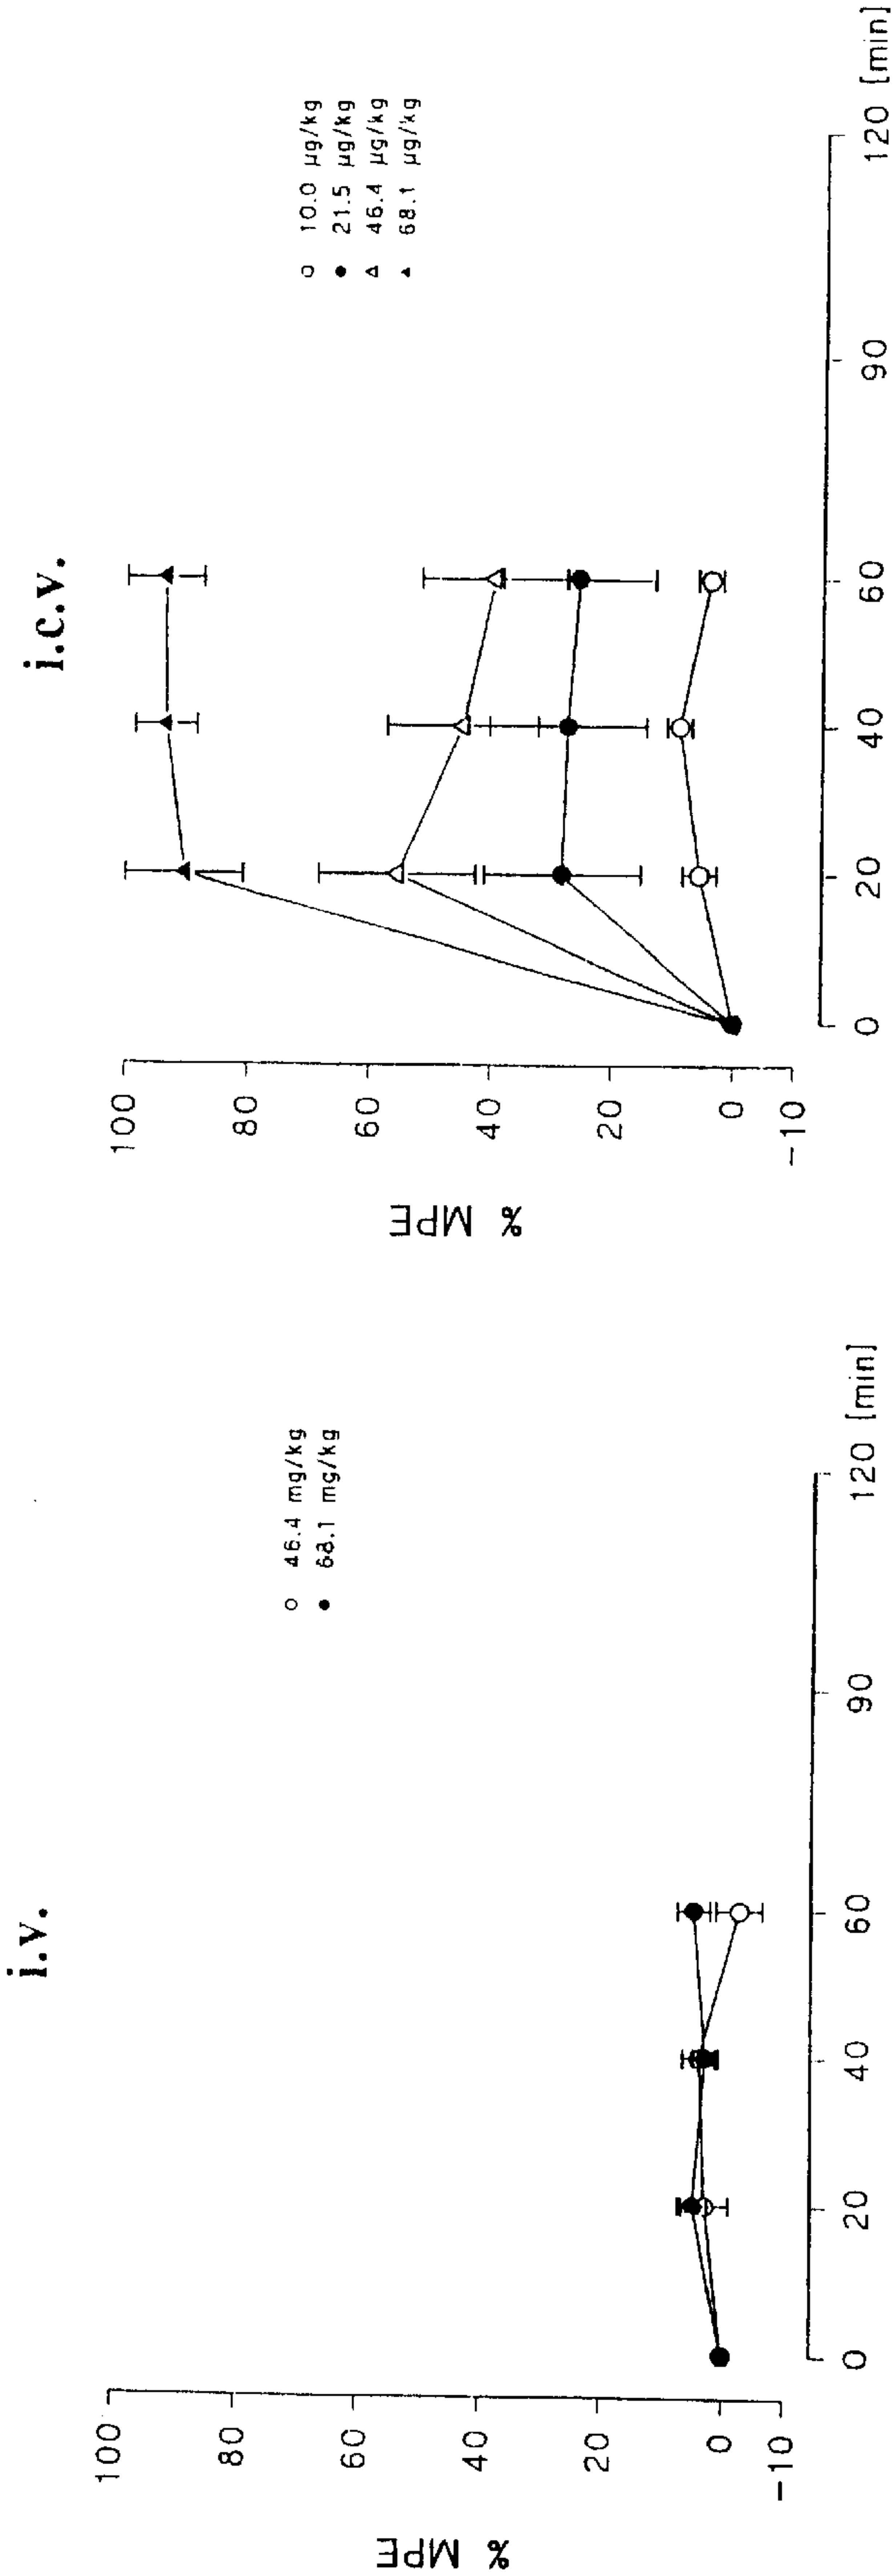 i.v.
% MPE
100
80
60
40
20
0
-10
46.4 mg/kg
68.1 mg/kg
0 20 40 60 90 120 [min]
i.c.v.
% MPE
100
80
60
40
20
0
-10
10.0 µg/kg
21.5 µg/kg
46.4 µg/kg
68.1 µg/kg
0 20 40 60 90 120 [min]